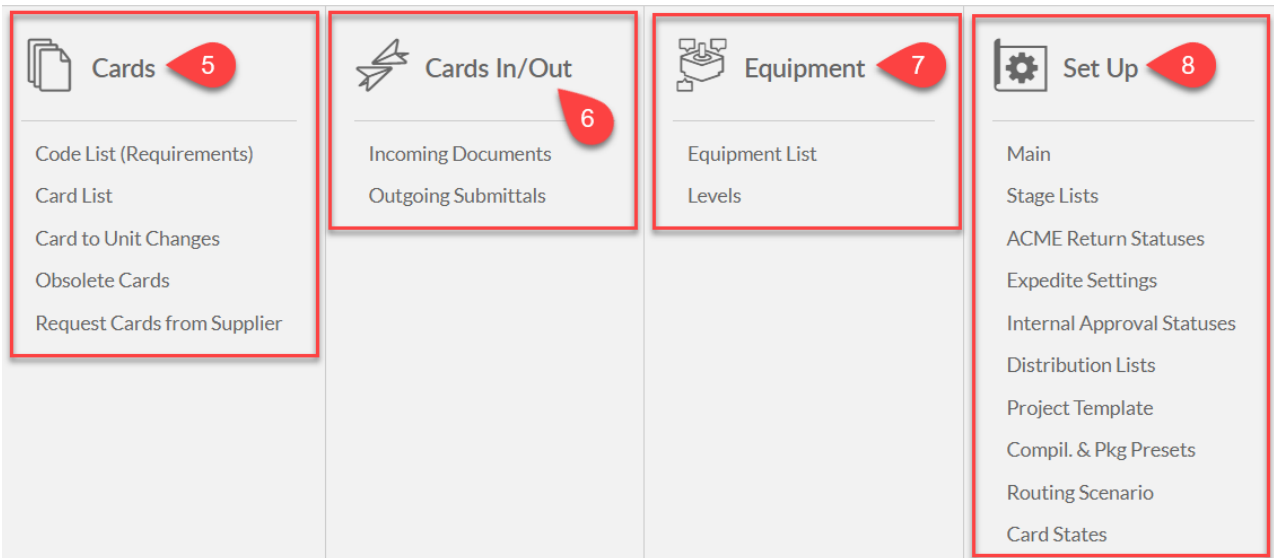 Cards
5
Code List (Requirements)
Card List
Card to Unit Changes
Obsolete Cards
Request Cards from Supplier
Cards In/Out
6
Incoming Documents
Outgoing Submittals
Equipment
7
Equipment List
Levels
Set Up
8
Main
Stage Lists
ACME Return Statuses
Expedite Settings
Internal Approval Statuses
Distribution Lists
Project Template
Compil. & Pkg Presets
Routing Scenario
Card States